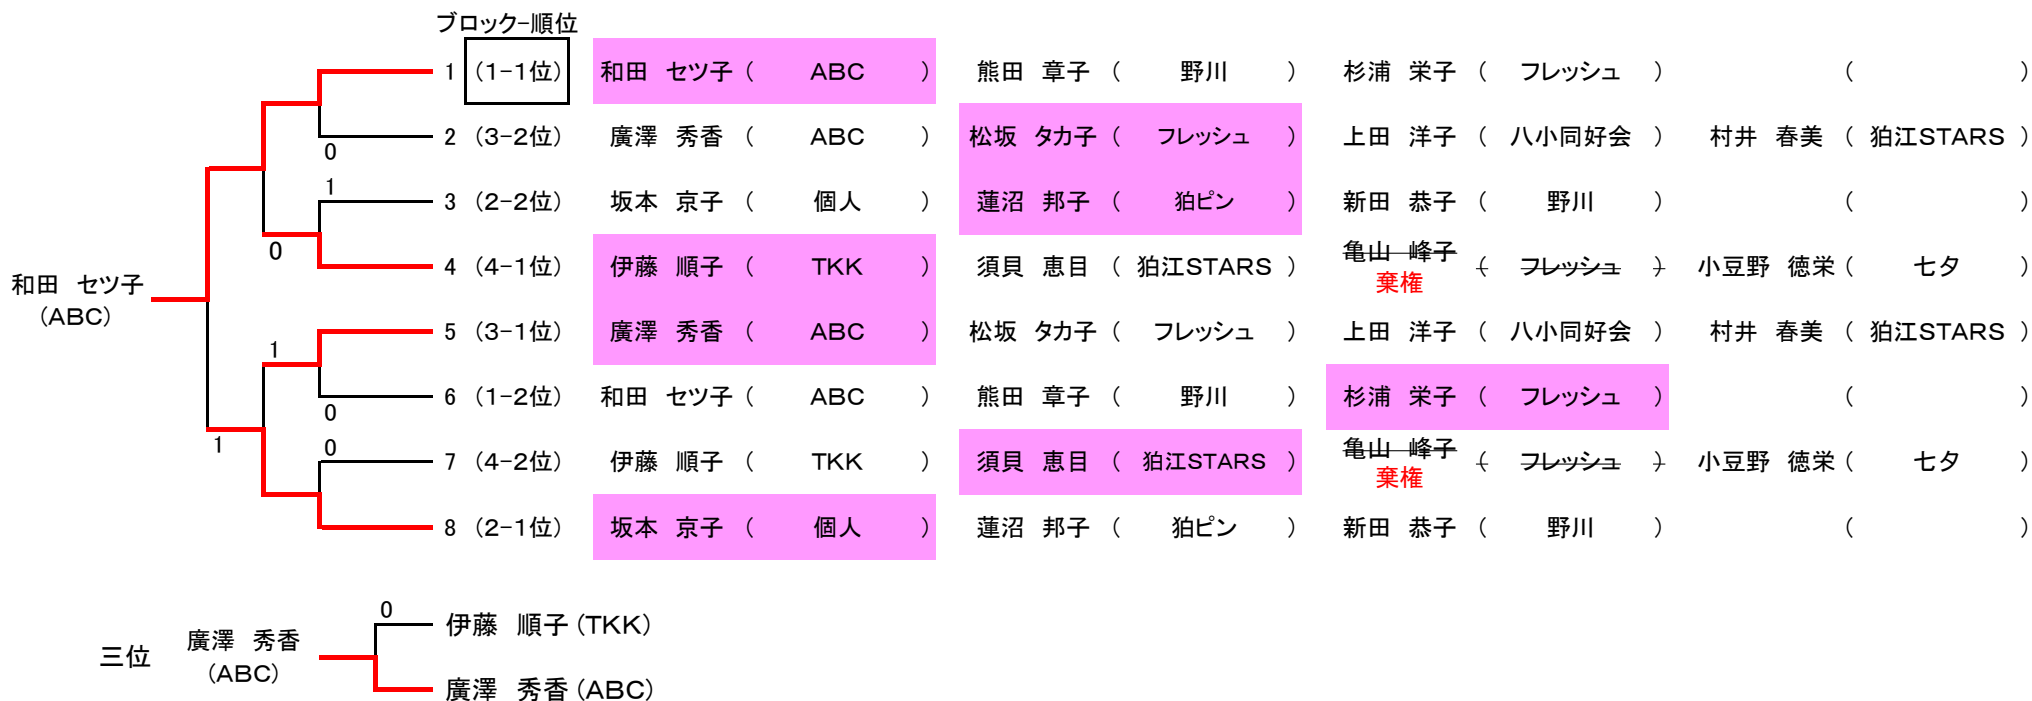 ブロック-順位
1 (1-1位) 和田 セツ子 ( ABC ) 熊田 章子 ( 野川 ) 杉浦 栄子 ( フレッシュ ) ( )
2 (3-2位) 廣澤 秀香 ( ABC ) 松坂 タカ子 ( フレッシュ ) 上田 洋子 ( 八小同好会 ) 村井 春美 ( 狛江STARS )
0
1
3 (2-2位) 坂本 京子 ( 個人 ) 蓮沼 邦子 ( 狛ピン ) 新田 恭子 ( 野川 ) ( )
0
4 (4-1位) 伊藤 順子 ( TKK ) 須貝 恵目 ( 狛江STARS ) 亀山 峰子 ( フレッシュ ) 小豆野 徳栄 ( 七夕 )
棄権
和田 セツ子
(ABC)
5 (3-1位) 廣澤 秀香 ( ABC ) 松坂 タカ子 ( フレッシュ ) 上田 洋子 ( 八小同好会 ) 村井 春美 ( 狛江STARS )
1
6 (1-2位) 和田 セツ子 ( ABC ) 熊田 章子 ( 野川 ) 杉浦 栄子 ( フレッシュ ) ( )
0
1
0
7 (4-2位) 伊藤 順子 ( TKK ) 須貝 恵目 ( 狛江STARS ) 亀山 峰子 ( フレッシュ ) 小豆野 徳栄 ( 七夕 )
棄権
8 (2-1位) 坂本 京子 ( 個人 ) 蓮沼 邦子 ( 狛ピン ) 新田 恭子 ( 野川 ) ( )
0
伊藤 順子 (TKK)
三位 廣澤 秀香
(ABC)
廣澤 秀香 (ABC)